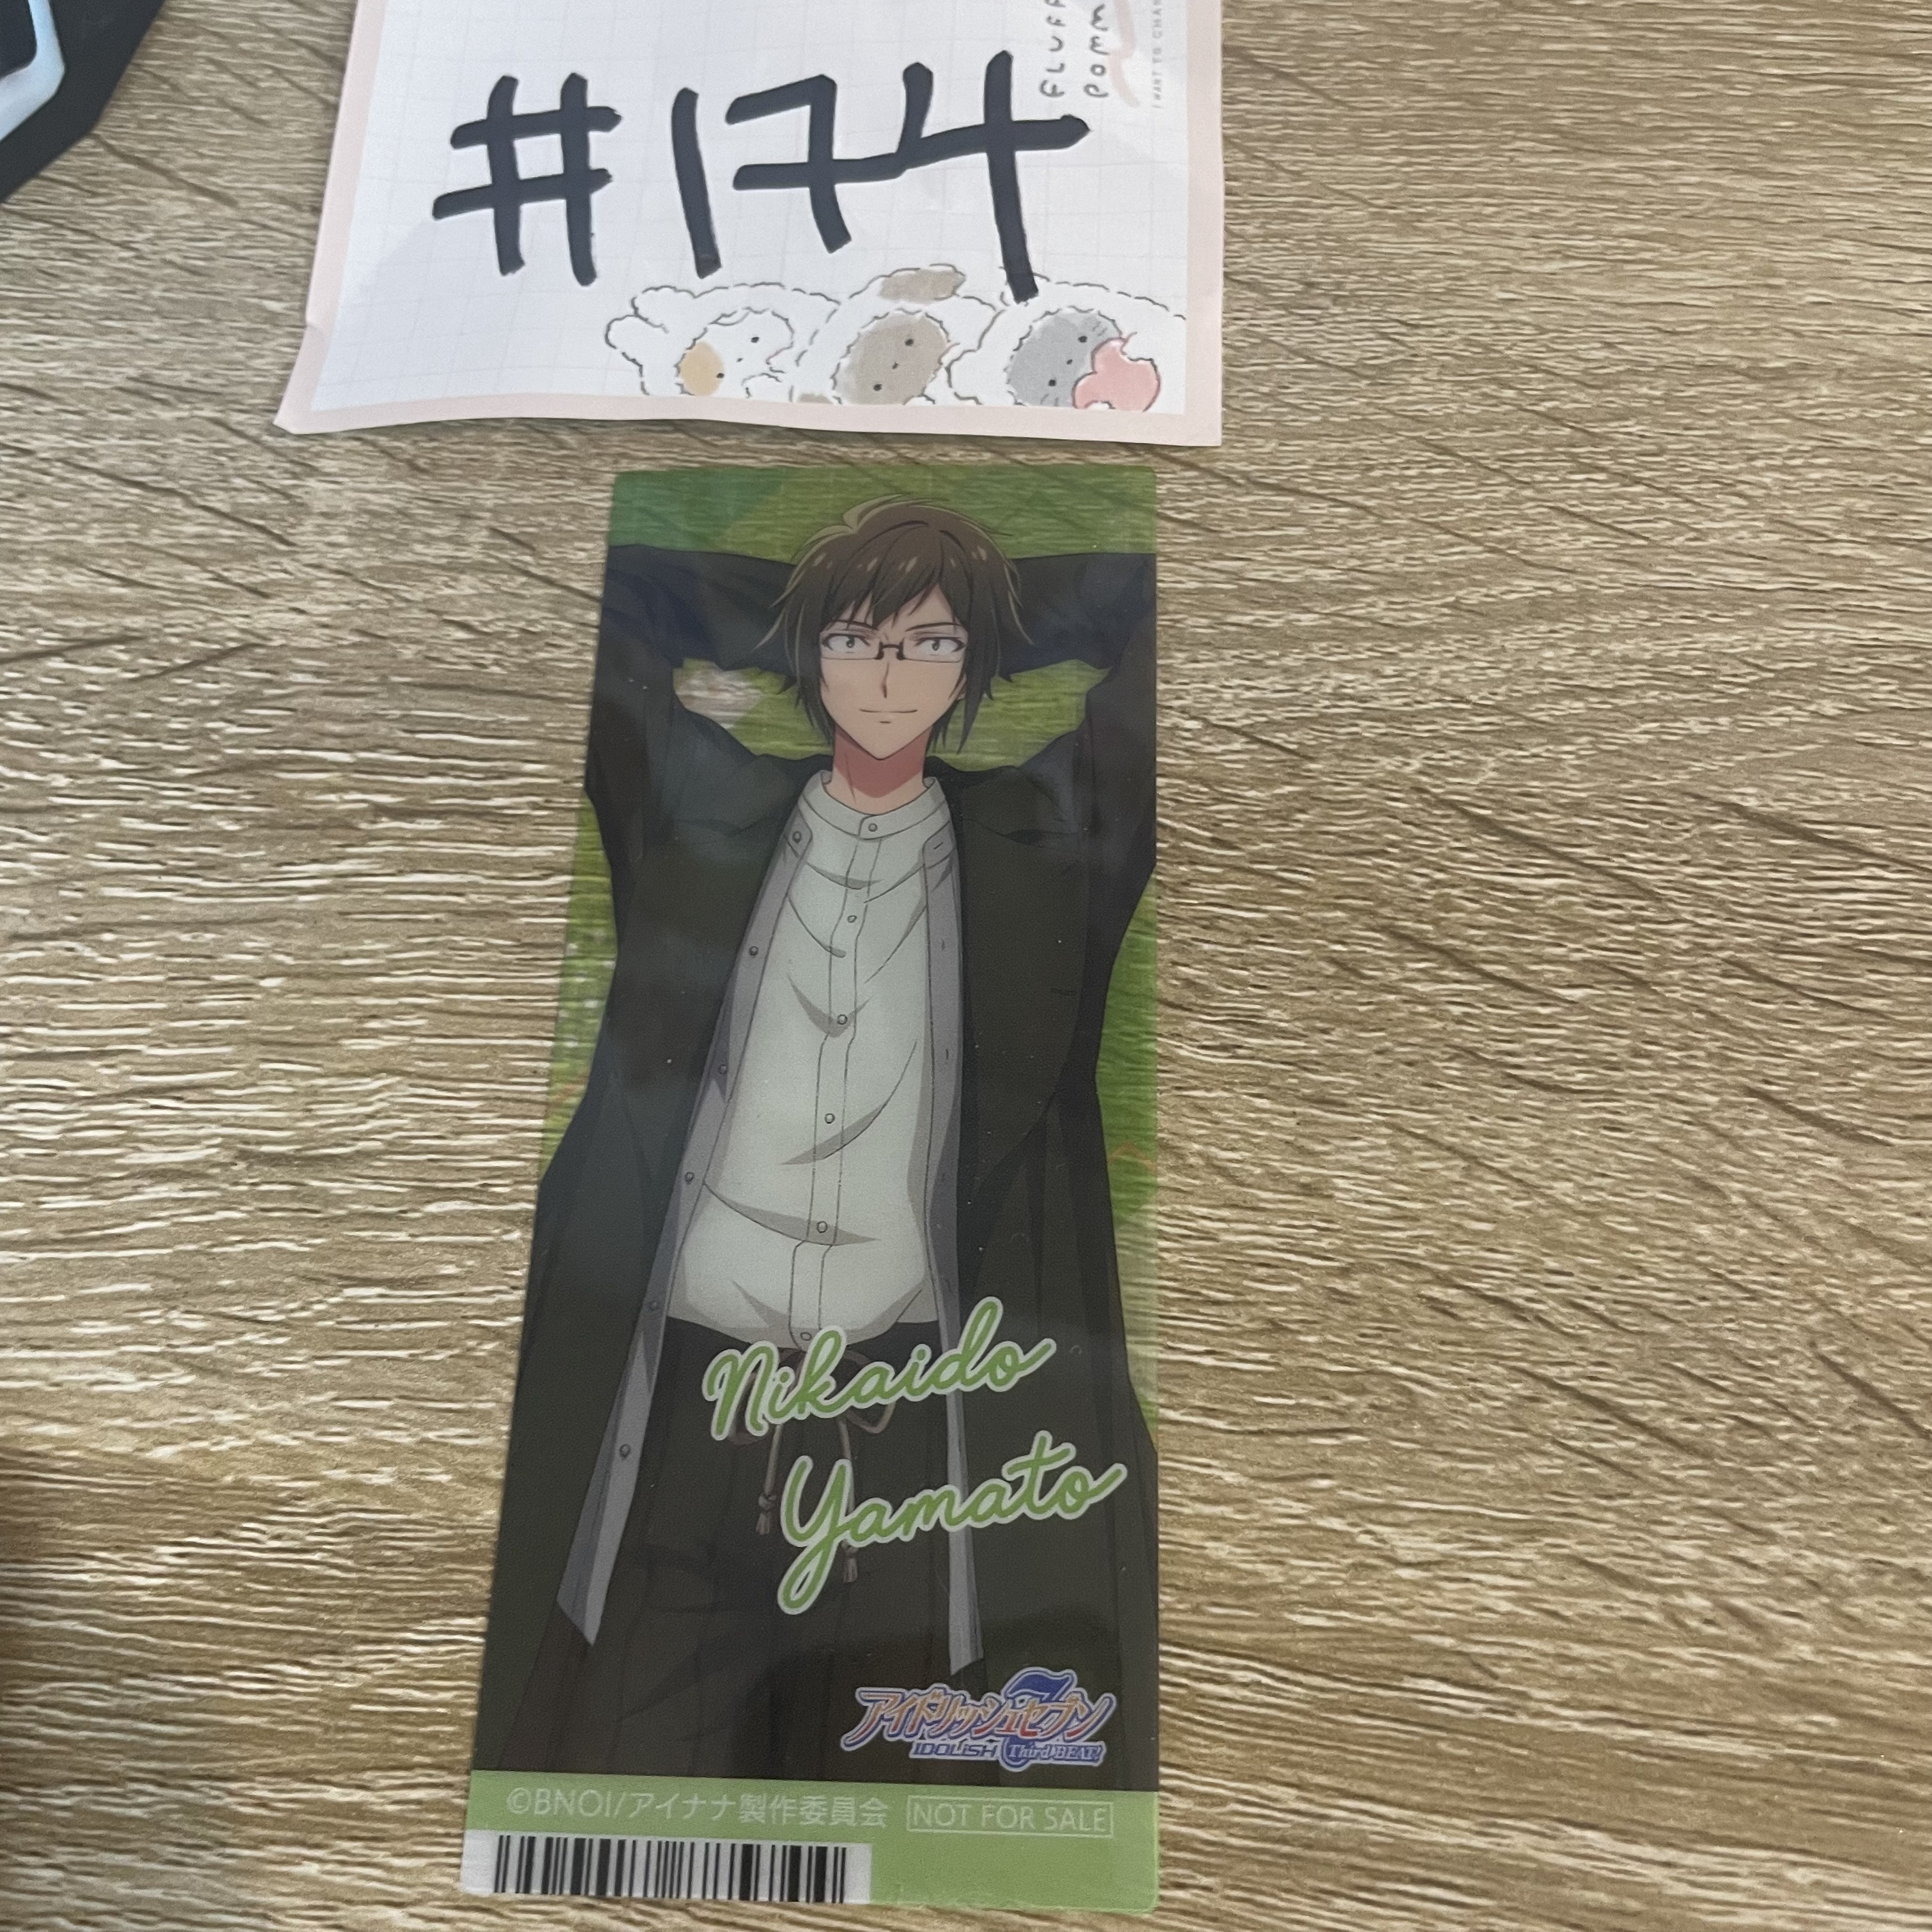 #174
Nikaido
Yamato
アイドリッシュセブン
IDOLiSH7 Third BEAT!
©BNOI/アイナナ製作委員会 NOT FOR SALE